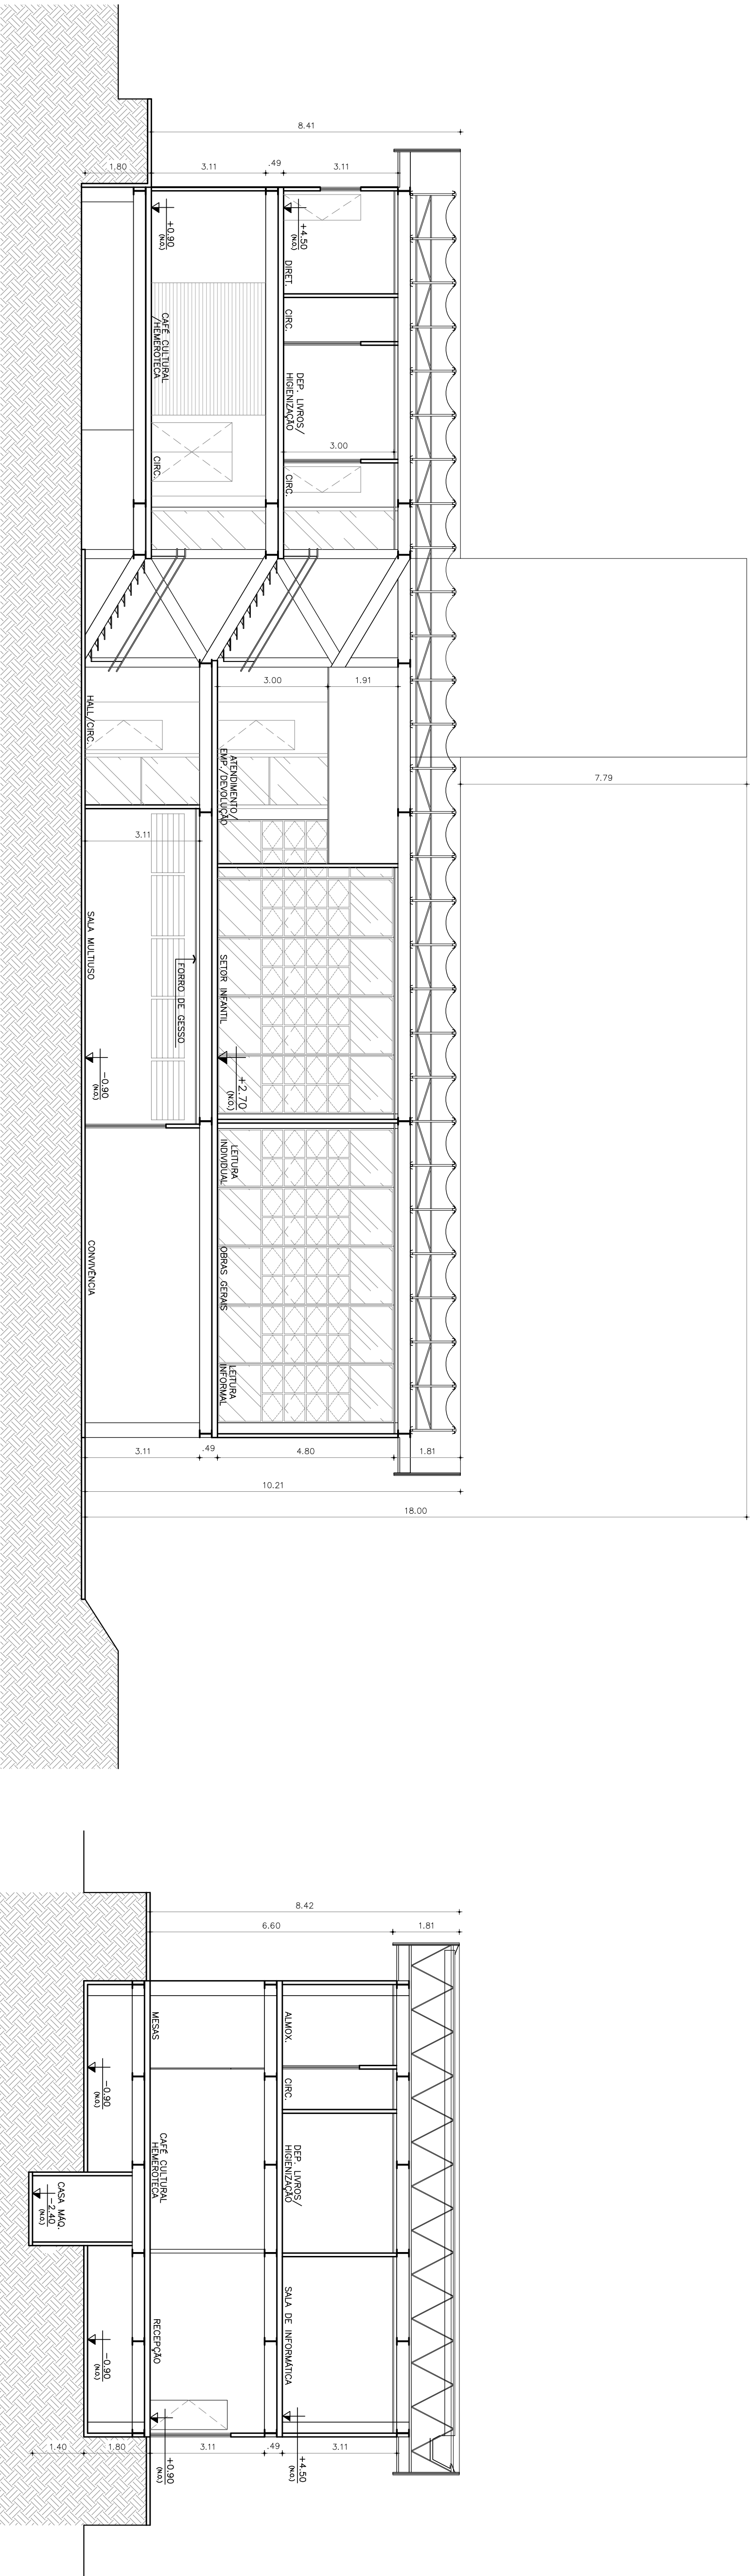 8.41
1.80
3.11
.49
3.11
+0.90
(N.O.)
+4.50
(N.O.)
DIRET.
CIRC.
CAFÉ CULTURAL
/HEMEROTECA
DEP. LIVROS/
HIGIENIZAÇÃO
3.00
CIRC.
CIRC.
3.00
1.91
HALL/CIRC.
ATENDIMENTO/
EMP./DEVOLUÇÃO
7.79
3.11
SALA MULTIUSO
FORRO DE GESSO
SETOR INFANTIL
-0.90
(N.O.)
+2.70
(N.O.)
LEITURA
INDIVIDUAL
CONVIVÊNCIA
OBRAS GERAIS
LEITURA
INFORMAL
3.11
.49
4.80
1.81
10.21
18.00
8.42
6.60
1.81
MESAS
ALMOX.
CIRC.
-0.90
(N.O.)
CAFÉ CULTURAL
HEMEROTECA
DEP. LIVROS/
HIGIENIZAÇÃO
CASA MÁQ.
-2.40
(N.O.)
RECEPÇÃO
SALA DE INFORMÁTICA
-0.90
(N.O.)
+0.90
(N.O.)
+4.50
(N.O.)
1.40
1.80
3.11
.49
3.11